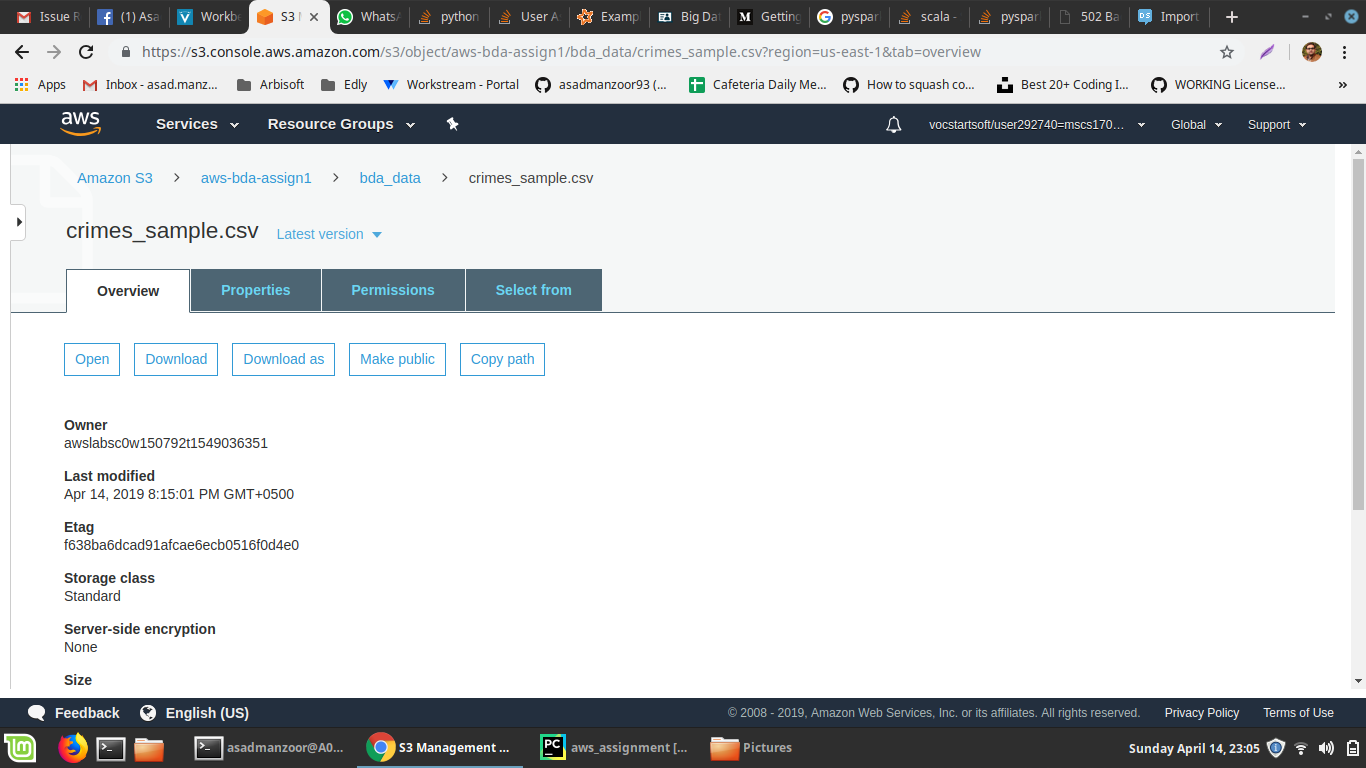 Issue R
(1) Asa
Workbe
S3 M
WhatsA
python
User A
Exampl
Big Dat
Getting
pyspark
scala -
pyspark
502 Ba
Import
https://s3.console.aws.amazon.com/s3/object/aws-bda-assign1/bda_data/crimes_sample.csv?region=us-east-1&tab=overview
Apps
Inbox - asad.manz...
Arbisoft
Edly
Workstream - Portal
asadmanzoor93 (...
Cafeteria Daily Me...
How to squash co...
Best 20+ Coding I...
WORKING License...
»
aws
Services
Resource Groups
vocstartsoft/user292740=mscs170...
Global
Support
Amazon S3
aws-bda-assign1
bda_data
crimes_sample.csv
crimes_sample.csv
Latest version
Overview
Properties
Permissions
Select from
Open
Download
Download as
Make public
Copy path
Owner
awslabsc0w150792t1549036351
Last modified
Apr 14, 2019 8:15:01 PM GMT+0500
Etag
f638ba6dcad91afcae6ecb0516f0d4e0
Storage class
Standard
Server-side encryption
None
Size
Feedback
English (US)
© 2008 - 2019, Amazon Web Services, Inc. or its affiliates. All rights reserved.
Privacy Policy
Terms of Use
asadmanzoor@A0...
S3 Management ...
PC
aws_assignment [...
Pictures
Sunday April 14, 23:05